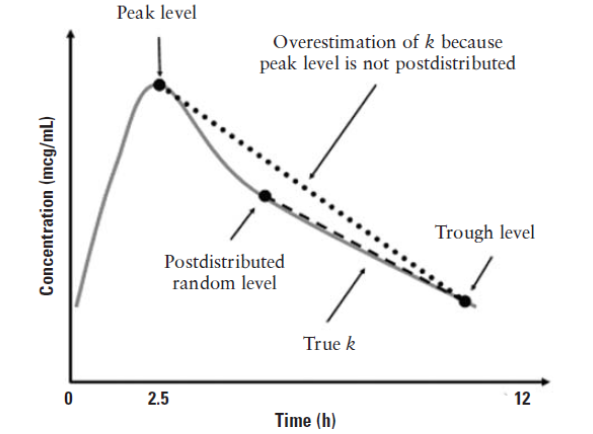 Peak level
Overestimation of k because
peak level is not postdistributed
Concentration (mcg/mL)
Trough level
Postdistributed
random level
True k
0
2.5
12
Time (h)